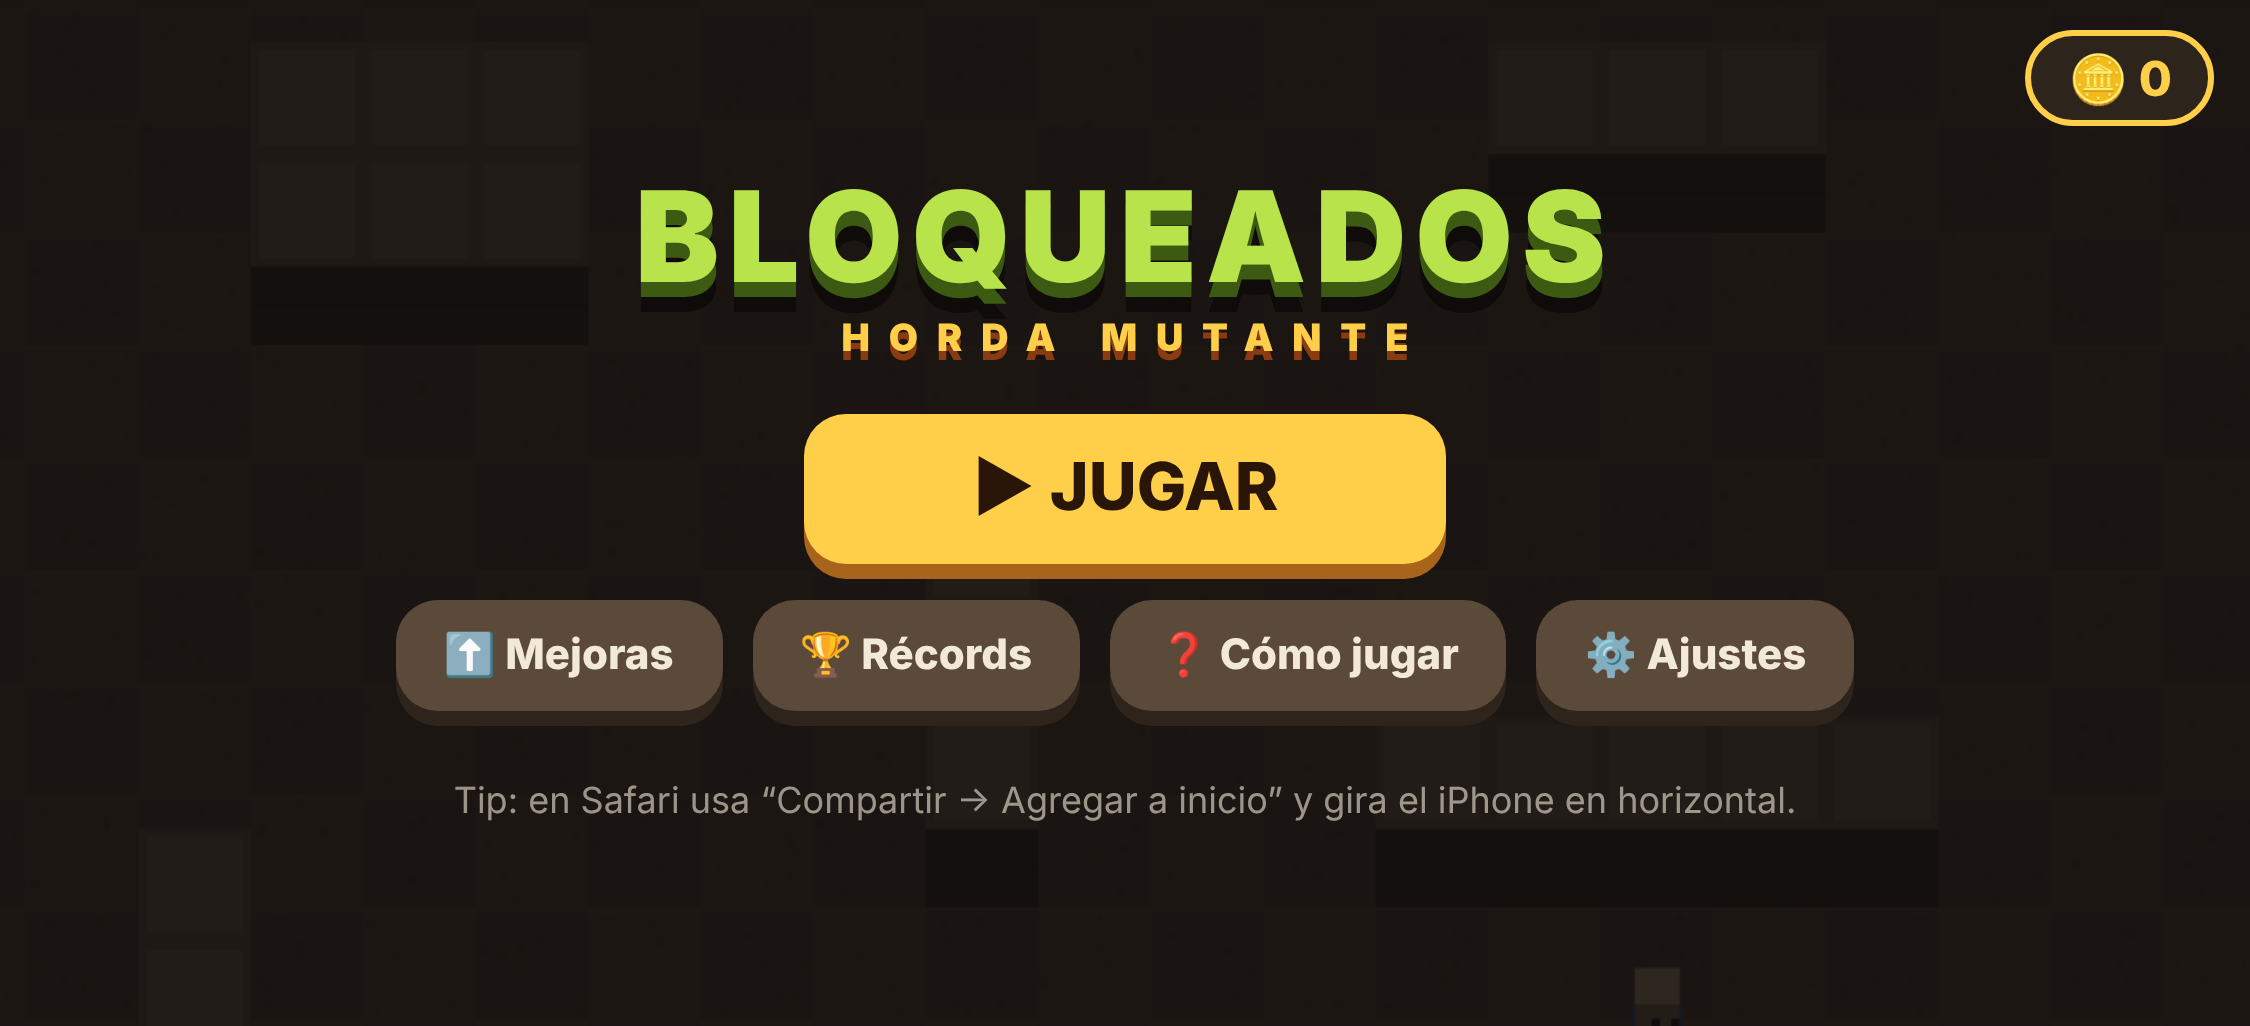 🪙 0
BLOQUEADOS
HORDA MUTANTE
▶ JUGAR
⬆️ Mejoras
🏆 Récords
❓ Cómo jugar
⚙️ Ajustes
Tip: en Safari usa “Compartir → Agregar a inicio” y gira el iPhone en horizontal.